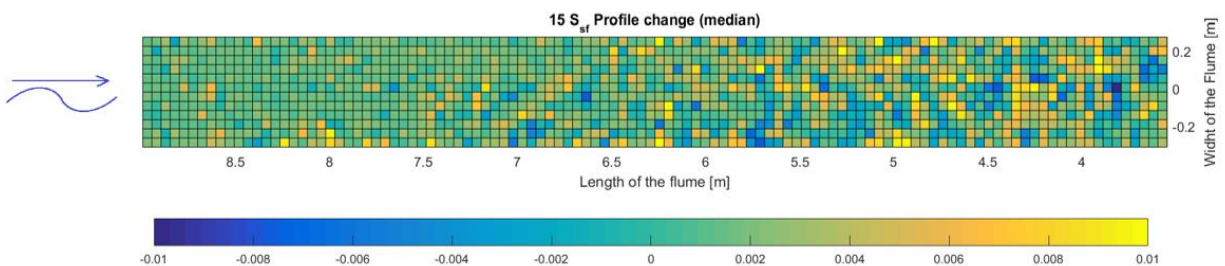 15 S_sf Profile change (median)
0.2
0
-0.2
Widht of the Flume [m]
8.5 8 7.5 7 6.5 6 5.5 5 4.5 4
Length of the flume [m]
-0.01 -0.008 -0.006 -0.004 -0.002 0 0.002 0.004 0.006 0.008 0.01